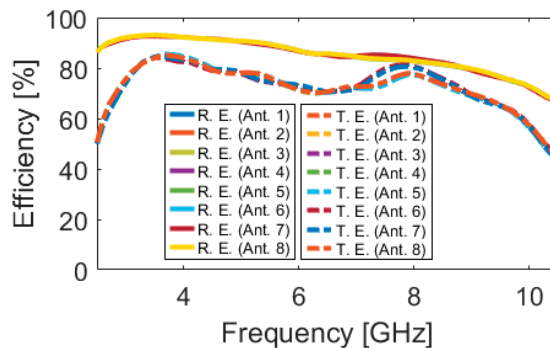 Efficiency [%]
100
80
60
40
20
0
R. E. (Ant. 1)
R. E. (Ant. 2)
R. E. (Ant. 3)
R. E. (Ant. 4)
R. E. (Ant. 5)
R. E. (Ant. 6)
R. E. (Ant. 7)
R. E. (Ant. 8)
T. E. (Ant. 1)
T. E. (Ant. 2)
T. E. (Ant. 3)
T. E. (Ant. 4)
T. E. (Ant. 5)
T. E. (Ant. 6)
T. E. (Ant. 7)
T. E. (Ant. 8)
4 6 8 10
Frequency [GHz]